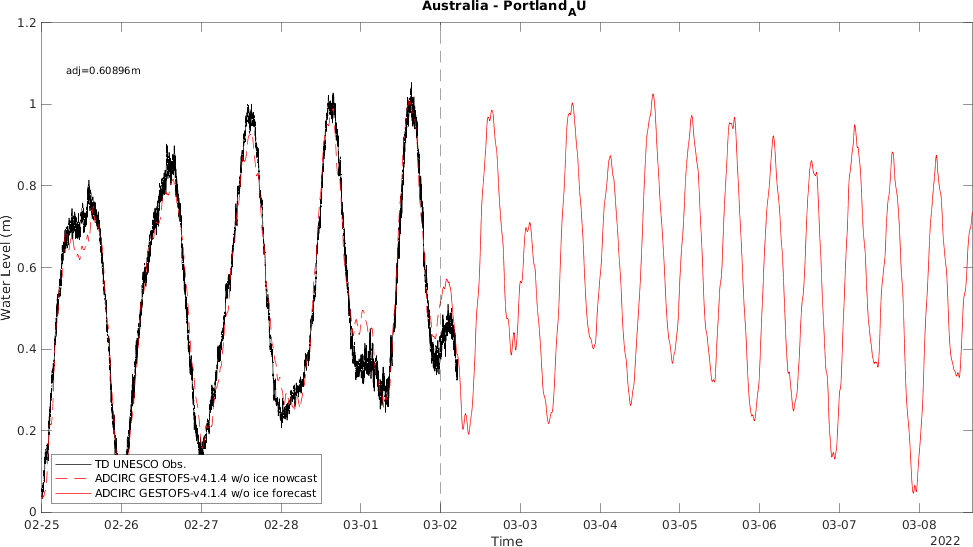 Australia - Portland_AU
1.2
adj=0.60896m
1
0.8
0.6
0.4
0.2
0
Water Level (m)
TD UNESCO Obs.
ADCIRC GESTOFS-v4.1.4 w/o ice nowcast
ADCIRC GESTOFS-v4.1.4 w/o ice forecast
02-25 02-26 02-27 02-28 03-01 03-02 03-03 03-04 03-05 03-06 03-07 03-08
Time
2022